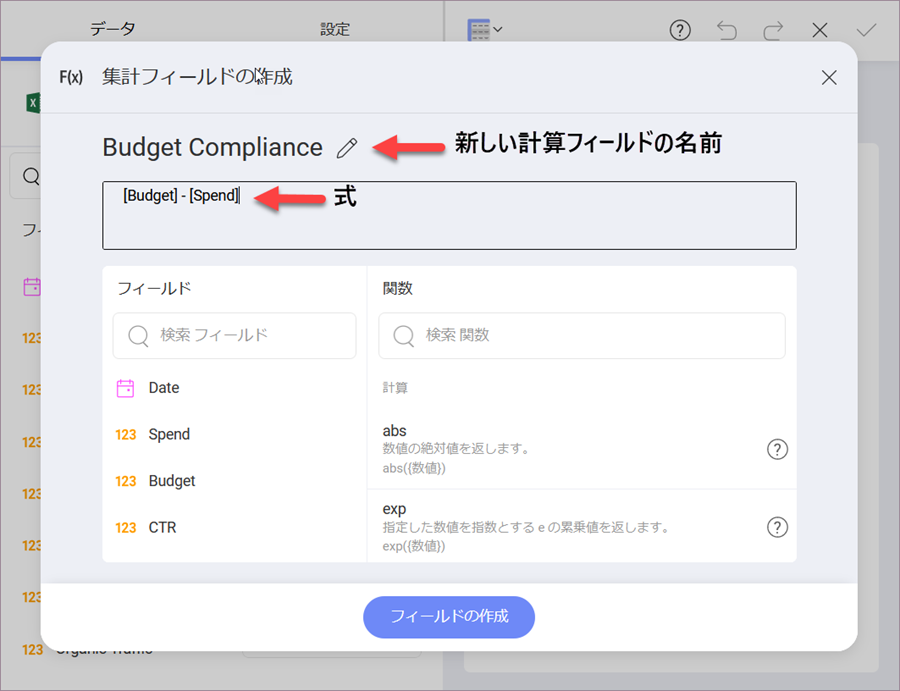 データ
設定
F(x) 集計フィールドの作成
Budget Compliance
新しい計算フィールドの名前
[Budget] - [Spend]
式
フィールド
検索 フィールド
Date
123 Spend
123 Budget
123 CTR
関数
検索 関数
計算
abs
数値の絶対値を返します。
abs({数値})
exp
指定した数値を指数とする e の累乗値を返します。
exp({数値})
フィールドの作成
123
123
123
123
123
123
123